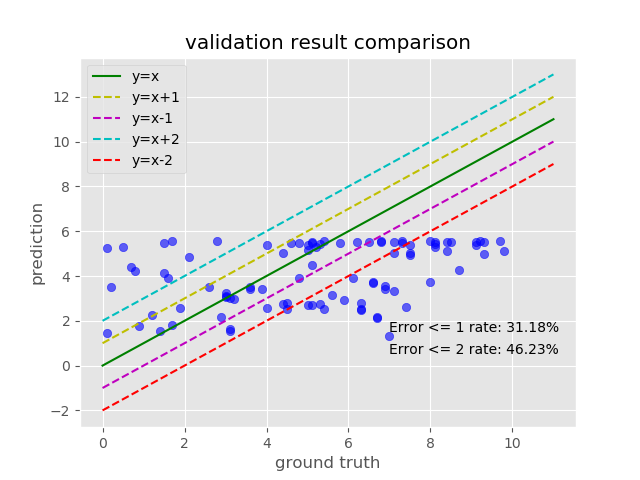 validation result comparison
y=x
y=x+1
y=x-1
y=x+2
y=x-2
12
10
8
6
4
2
0
−2
prediction
Error <= 1 rate: 31.18%
Error <= 2 rate: 46.23%
0 2 4 6 8 10
ground truth